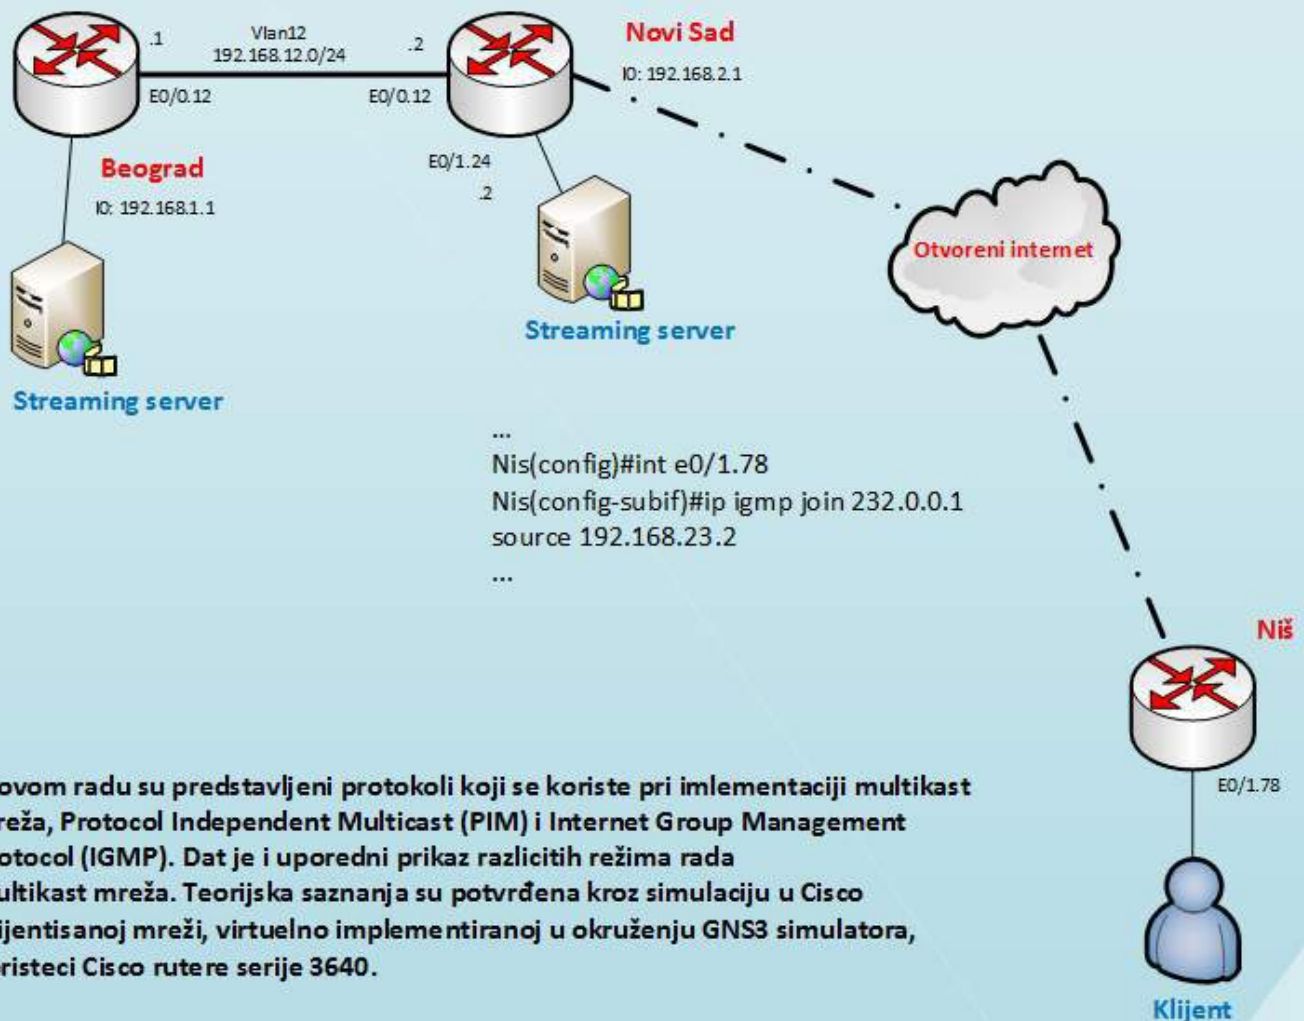 Vlan12
192.168.12.0/24
.1
.2
E0/0.12
E0/0.12
Novi Sad
l0: 192.168.2.1
Beograd
l0: 192.168.1.1
E0/1.24
.2
Otvoreni internet
Streaming server
Streaming server
...
Nis(config)#int e0/1.78
Nis(config-subif)#ip igmp join 232.0.0.1
source 192.168.23.2
...
Niš
E0/1.78
ovom radu su predstavljeni protokoli koji se koriste pri imlementaciji multikast
reža, Protocol Independent Multicast (PIM) i Internet Group Management
otocol (IGMP). Dat je i uporedni prikaz razlicitih režima rada
ultikast mreža. Teorijska saznanja su potvrđena kroz simulaciju u Cisco
ijentisanoj mreži, virtuelno implementiranoj u okruženju GNS3 simulatora,
risteci Cisco rutere serije 3640.
Klijent